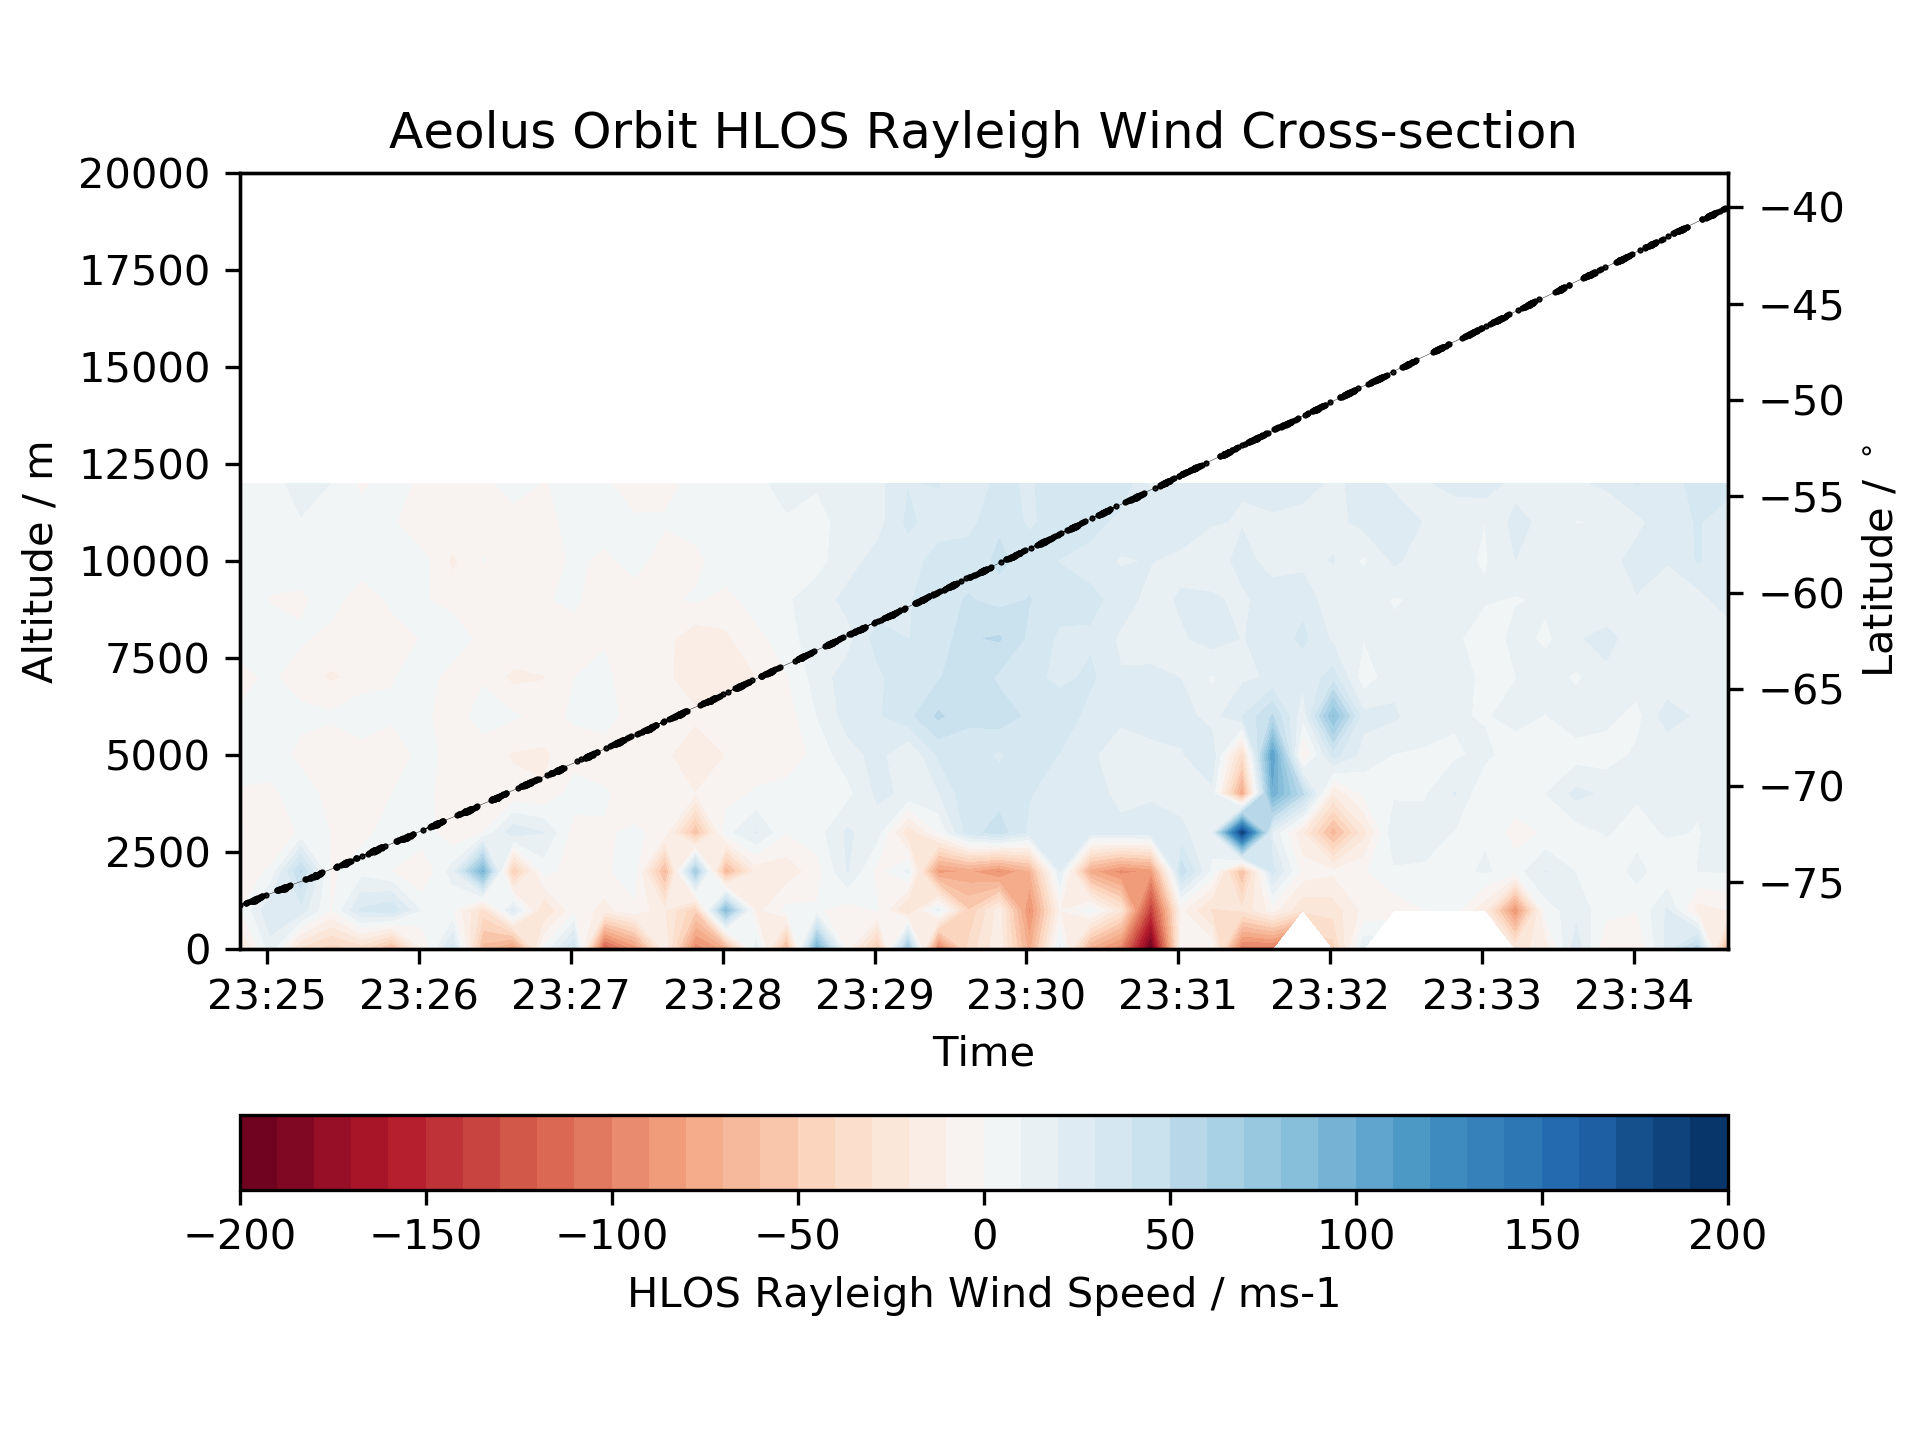 Aeolus Orbit HLOS Rayleigh Wind Cross-section
20000
17500
15000
12500
10000
7500
5000
2500
0
Altitude / m
−40
−45
−50
−55
−60
−65
−70
−75
Latitude / °
23:25 23:26 23:27 23:28 23:29 23:30 23:31 23:32 23:33 23:34
Time
−200 −150 −100 −50 0 50 100 150 200
HLOS Rayleigh Wind Speed / ms-1